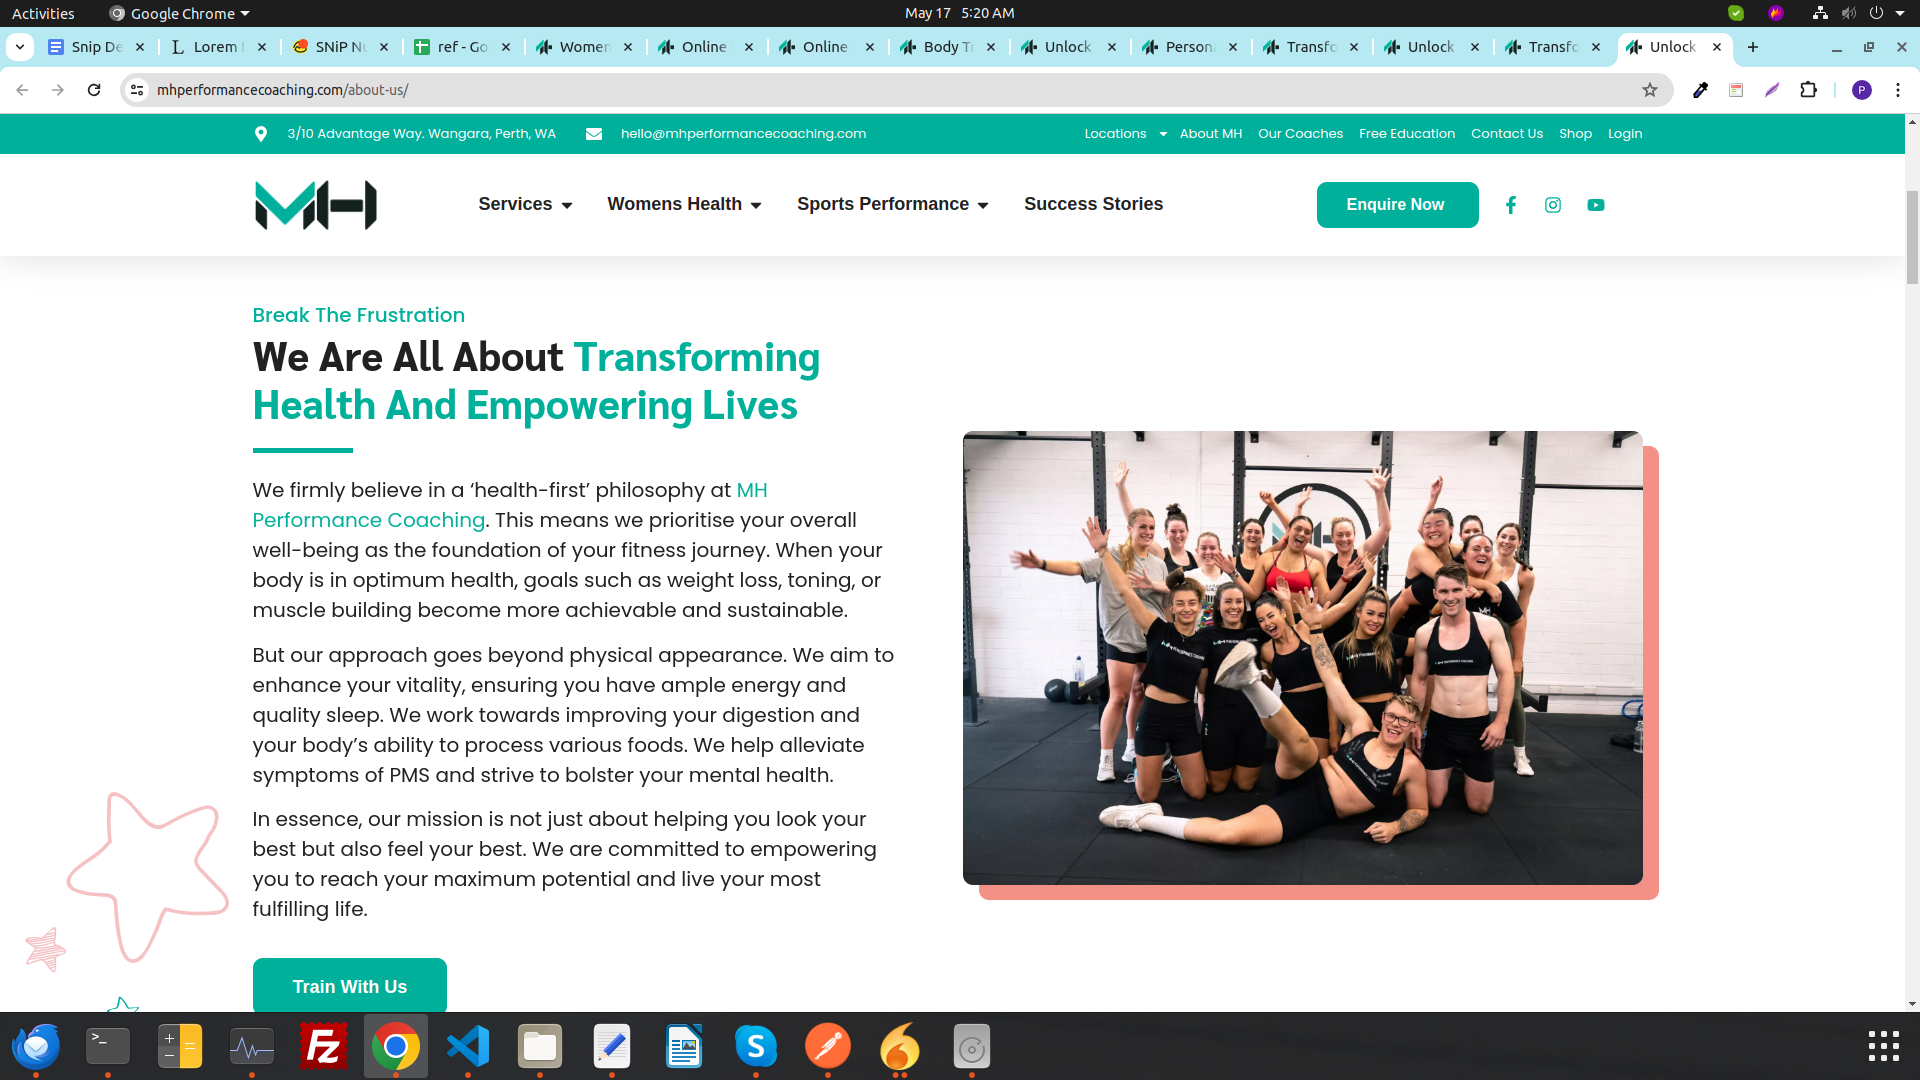 Activities
Google Chrome
May 17 5:20 AM
Snip De
Lorem
SNiP Nu
ref - Go
Women
Online
Online
Body Tr
Unlock
Person
Transfo
Unlock
Transfo
Unlock
mhperformancecoaching.com/about-us/
P
3/10 Advantage Way. Wangara, Perth, WA
hello@mhperformancecoaching.com
Locations
About MH
Our Coaches
Free Education
Contact Us
Shop
Login
MH
Services
Womens Health
Sports Performance
Success Stories
Enquire Now
Break The Frustration
We Are All About Transforming
Health And Empowering Lives
We firmly believe in a ‘health-first’ philosophy at MH
Performance Coaching. This means we prioritise your overall
well-being as the foundation of your fitness journey. When your
body is in optimum health, goals such as weight loss, toning, or
muscle building become more achievable and sustainable.
But our approach goes beyond physical appearance. We aim to
enhance your vitality, ensuring you have ample energy and
quality sleep. We work towards improving your digestion and
your body’s ability to process various foods. We help alleviate
symptoms of PMS and strive to bolster your mental health.
In essence, our mission is not just about helping you look your
best but also feel your best. We are committed to empowering
you to reach your maximum potential and live your most
fulfilling life.
Train With Us